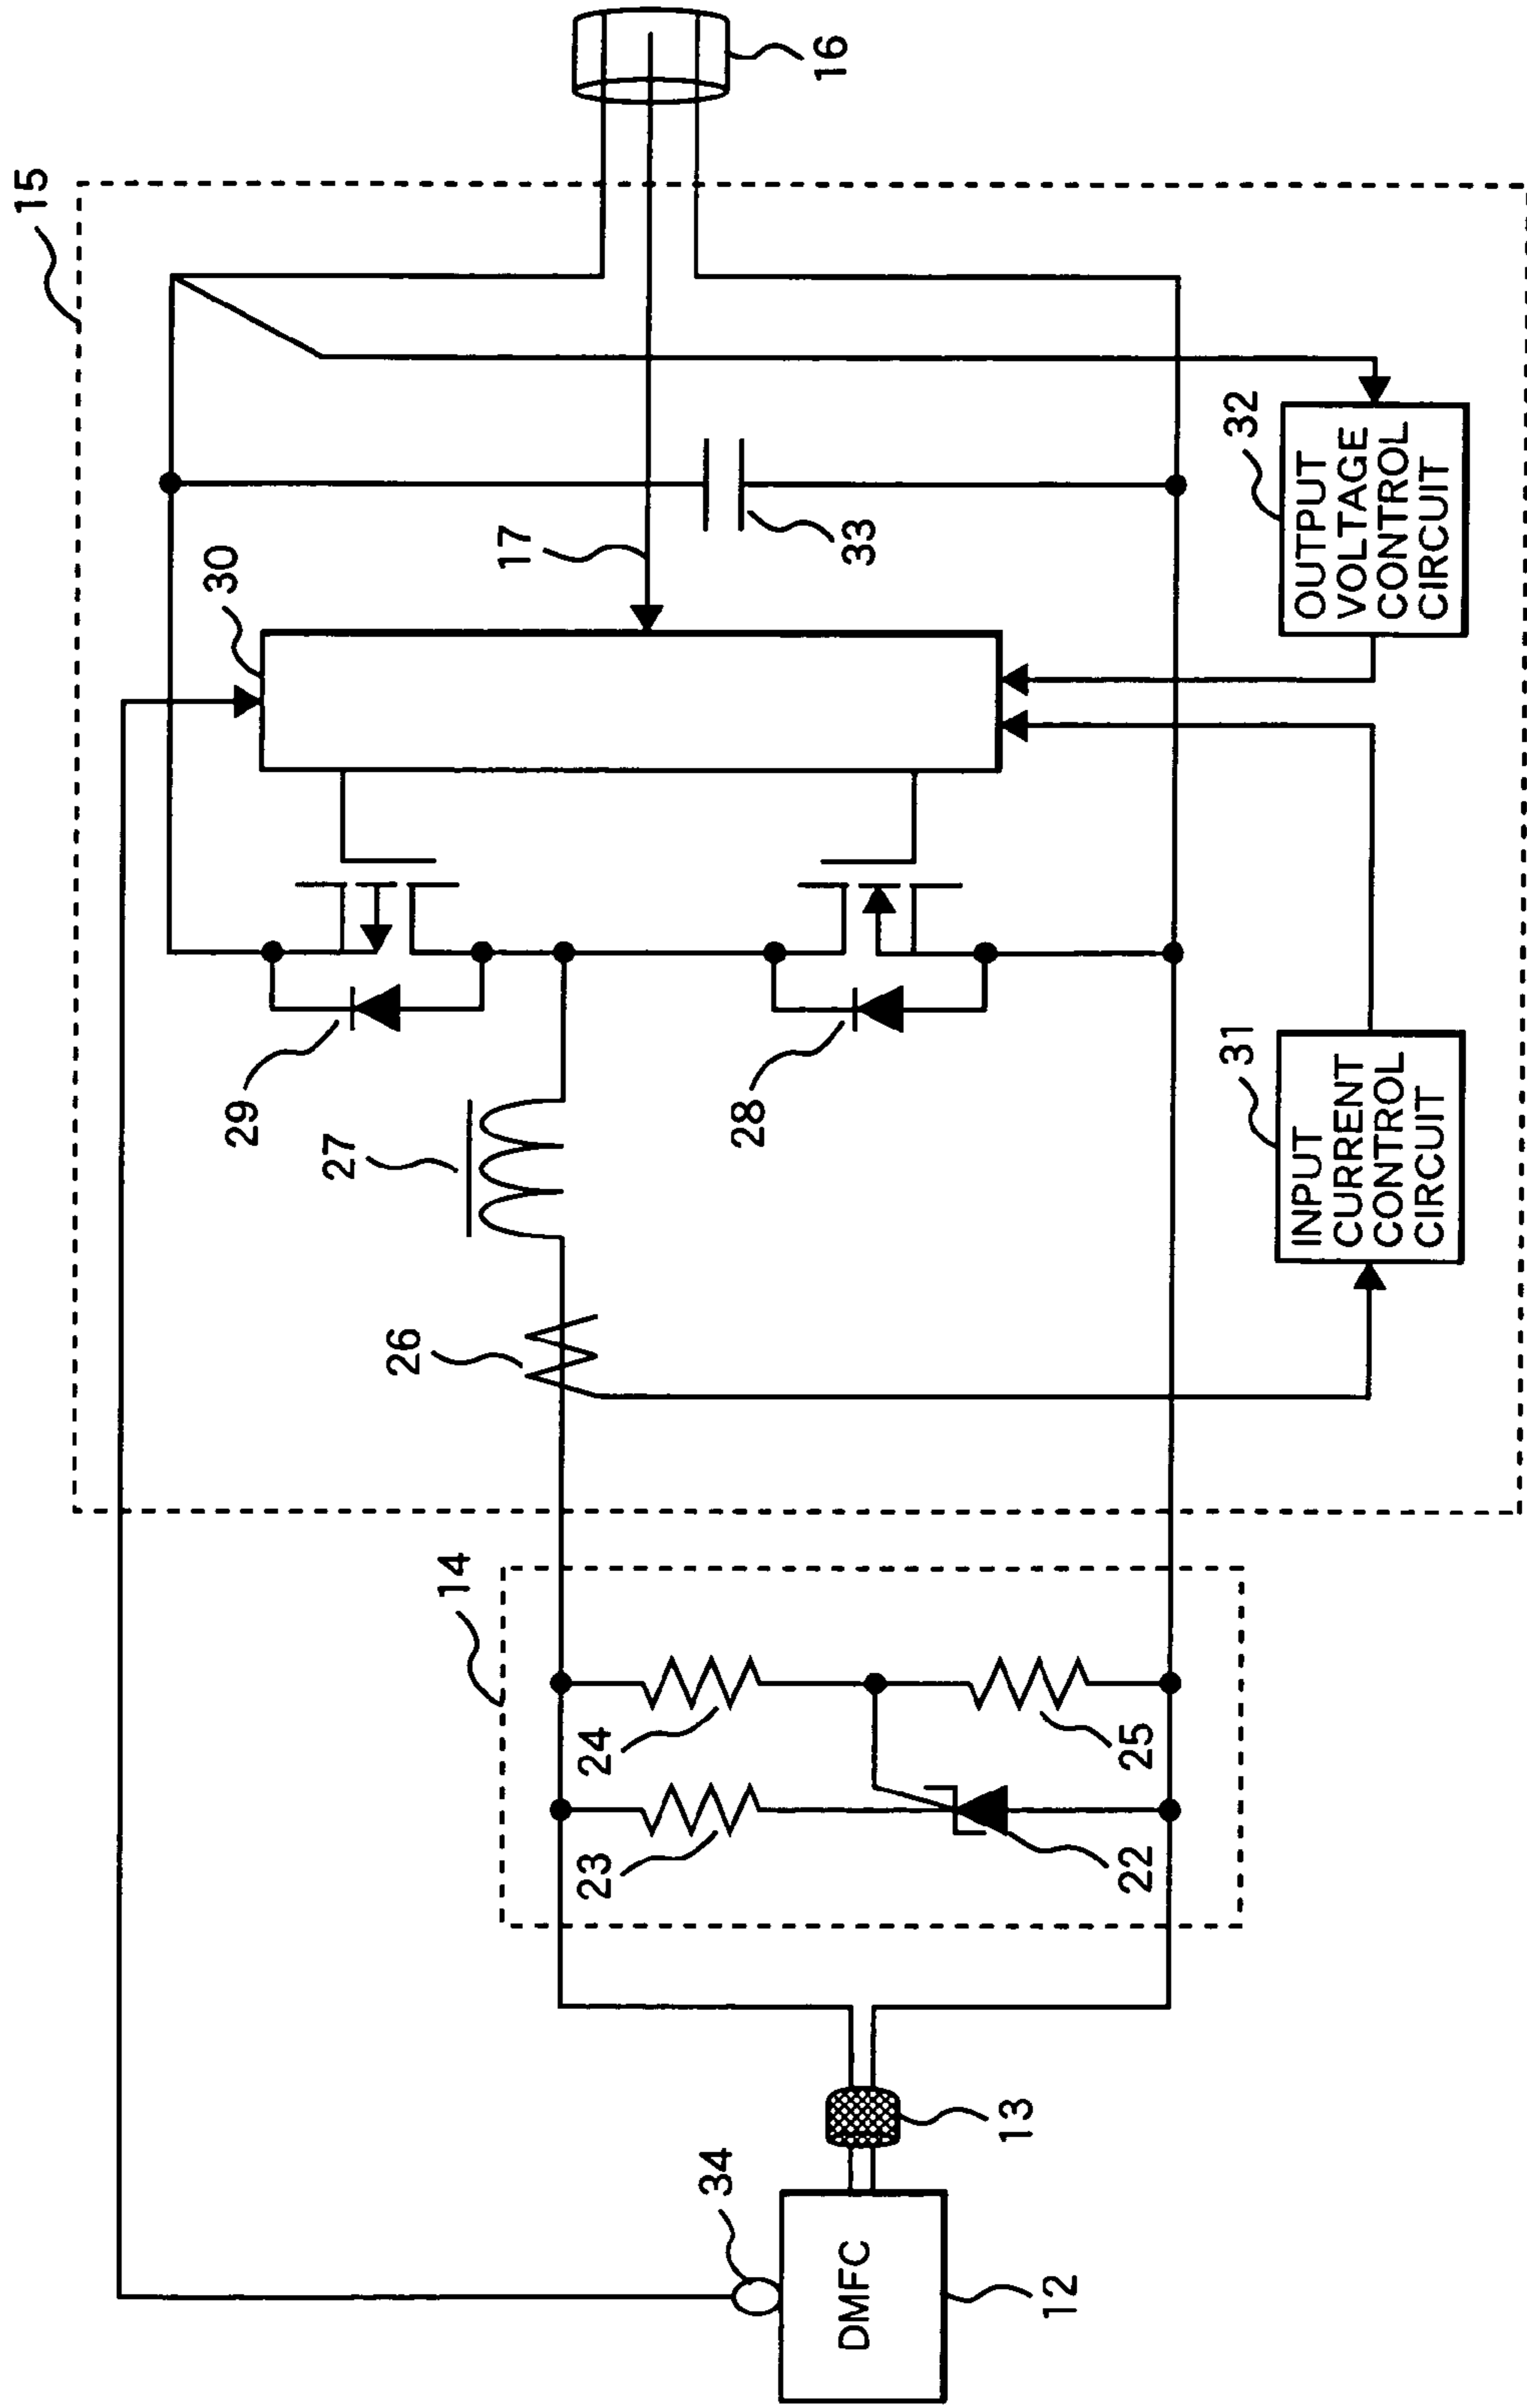 15
16
30
17
33
32
OUTPUT
VOLTAGE
CONTROL
CIRCUIT
29
27
28
31
INPUT
CURRENT
CONTROL
CIRCUIT
26
14
24
25
23
22
34
13
DMFC
12